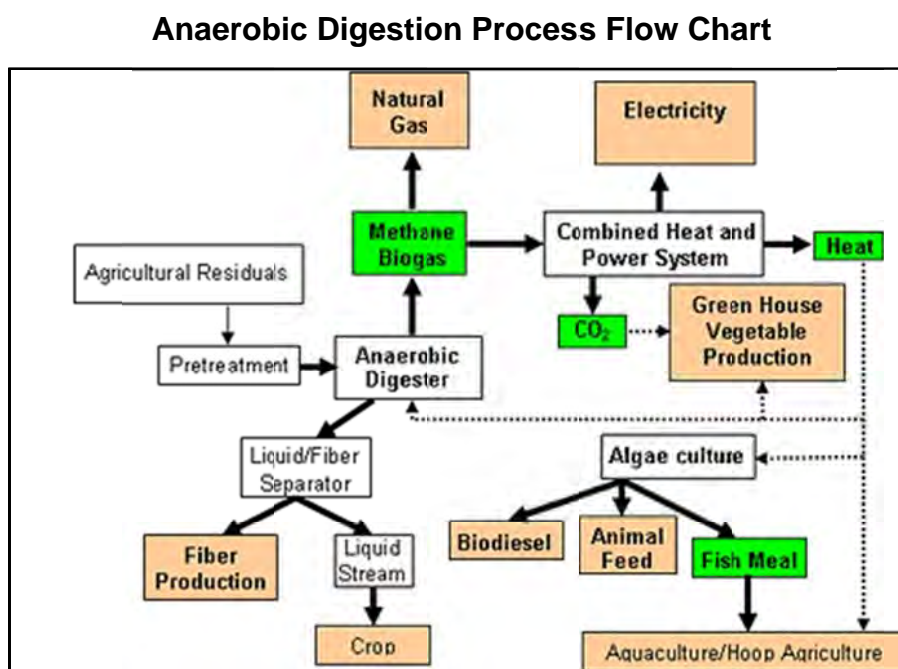 Anaerobic Digestion Process Flow Chart
Natural
Gas
Electricity
Methane
Biogas
Combined Heat and
Power System
Heat
Agricultural Residuals
CO₂
Green House
Vegetable
Production
Pretreatment
Anaerobic
Digester
Liquid/Fiber
Separator
Algae culture
Fiber
Production
Liquid
Stream
Biodiesel
Animal
Feed
Fish Meal
Crop
Aquaculture/Hoop Agriculture